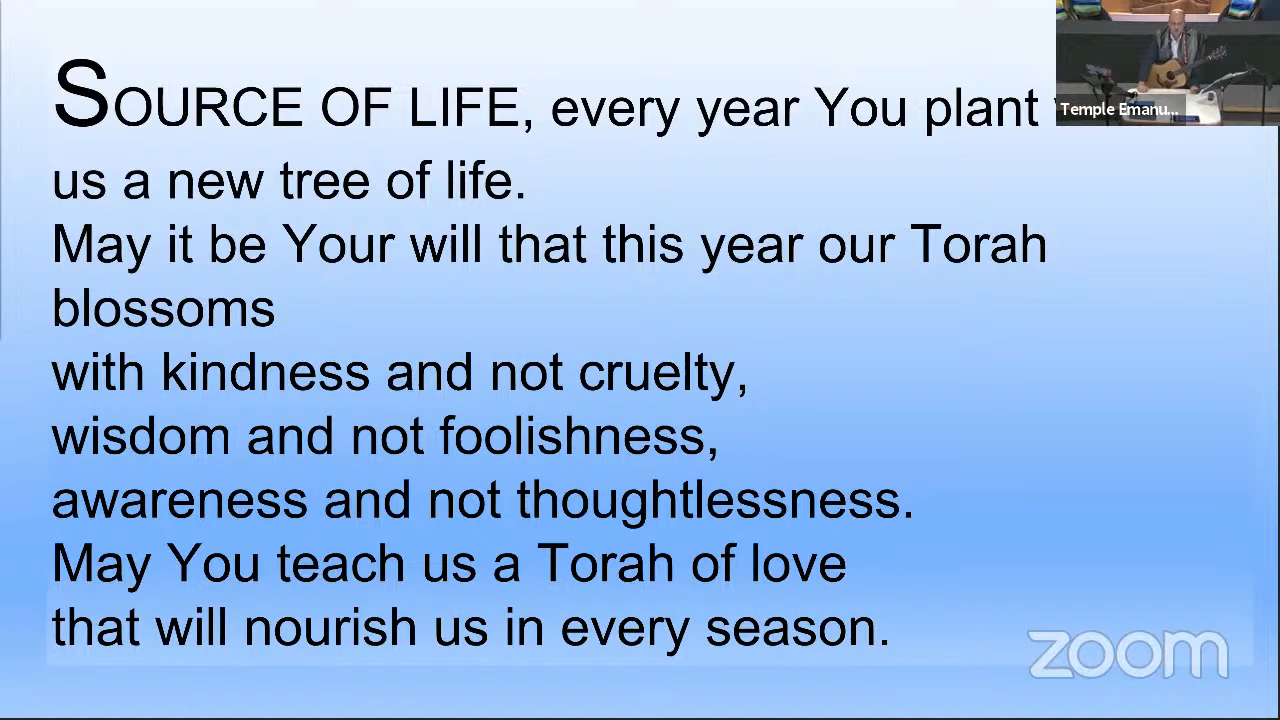 SOURCE OF LIFE, every year You plant
us a new tree of life.
May it be Your will that this year our Torah
blossoms
with kindness and not cruelty,
wisdom and not foolishness,
awareness and not thoughtlessness.
May You teach us a Torah of love
that will nourish us in every season.
Temple Emanu...
zoom